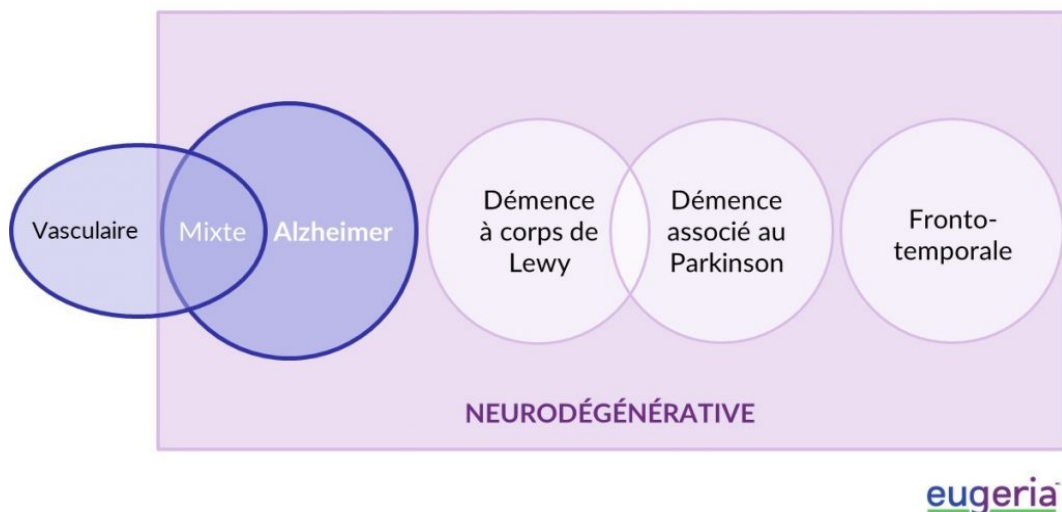 Vasculaire
Mixte
Alzheimer
Démence
à corps de
Lewy
Démence
associé au
Parkinson
Fronto-
temporale
NEURODÉGÉNÉRATIVE
eugeria